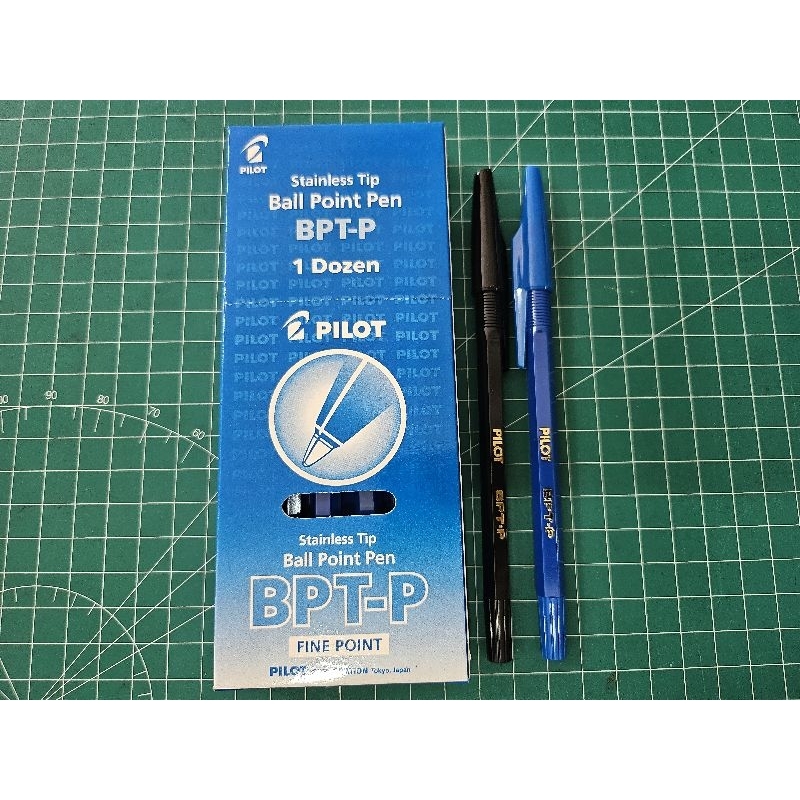 PILOT
Stainless Tip
Ball Point Pen
BPT-P
1 Dozen
PILOT
Stainless Tip
Ball Point Pen
BPT-P
FINE POINT
PILOT Tokyo, Japan
PILOT BPT-P
PILOT BPT-P
90
80
70
60